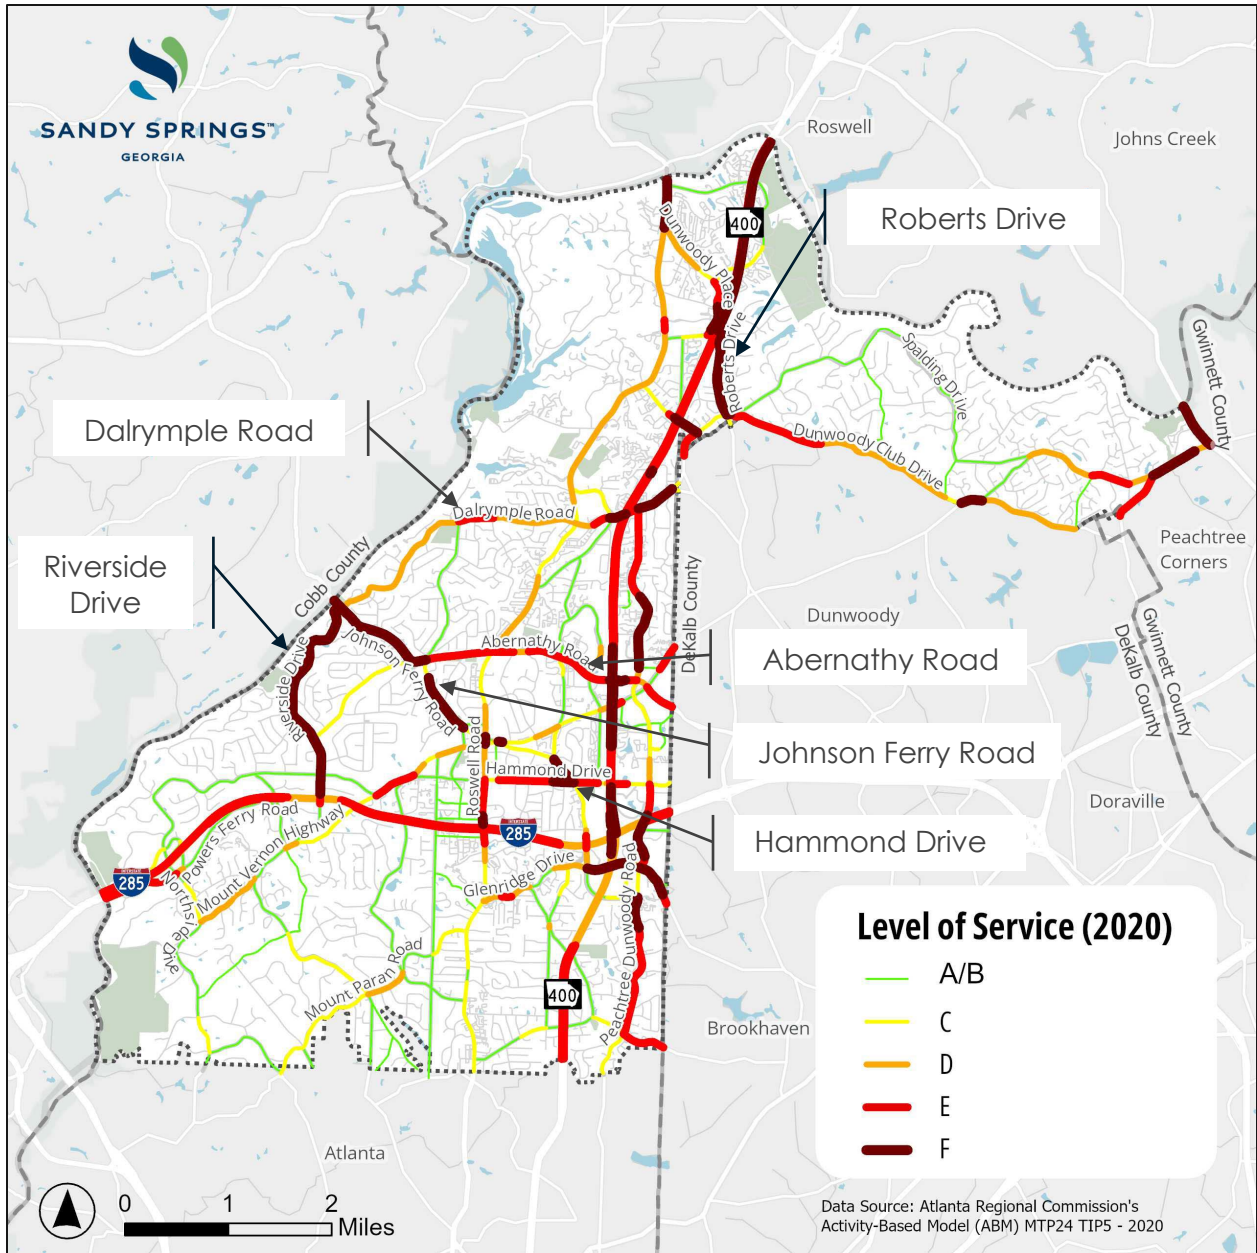 SANDY SPRINGS™
GEORGIA
Roswell
Johns Creek
Roberts Drive
400
Dunwoody Place
Roberts Drive
Spalding Drive
Gwinnett County
Dalrymple Road
Dunwoody Club Drive
Dalrymple Road
Riverside
Drive
Cobb County
Peachtree
Corners
DeKalb County
Dunwoody
Gwinnett County
DeKalb County
Johnson Ferry Road
Abernathy Road
Abernathy Road
Riverside Drive
Roswell Road
Johnson Ferry Road
Hammond Drive
Doraville
Powers Ferry Road
INTERSTATE
285
Hammond Drive
Mount Vernon Highway
INTERSTATE
285
Glenridge Drive
Northside Drive
Peachtree Dunwoody Road
Mount Paran Road
400
Brookhaven
Level of Service (2020)
A/B
C
D
E
F
Atlanta
0 1 2
Miles
Data Source: Atlanta Regional Commission's
Activity-Based Model (ABM) MTP24 TIP5 - 2020